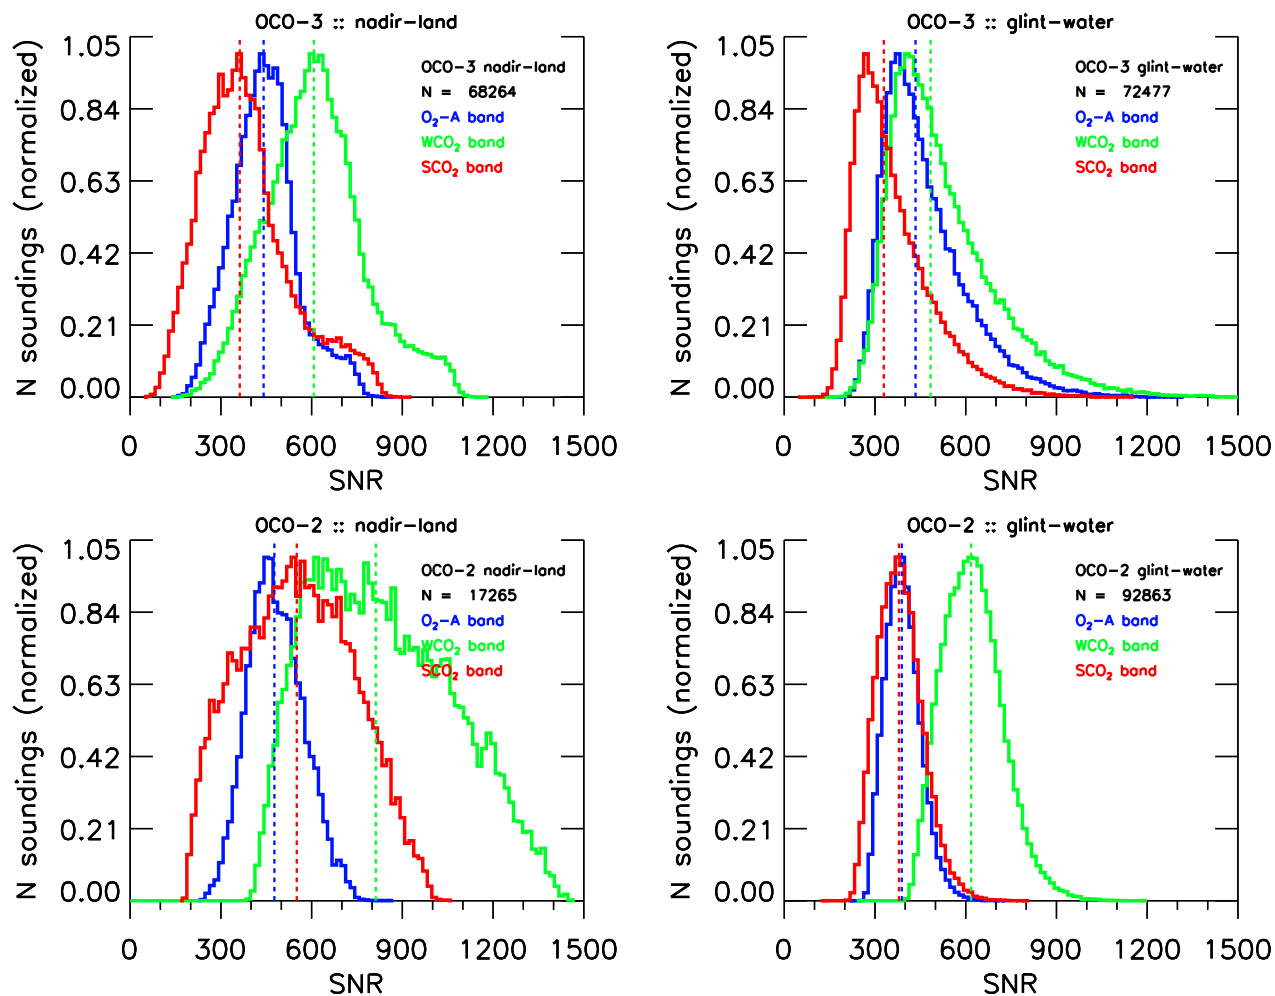 OCO-3 :: nadir-land
N soundings (normalized)
1.05
0.84
0.63
0.42
0.21
0.00
OCO-3 nadir-land
N = 68264
O₂-A band
WCO₂ band
SCO₂ band
0 300 600 900 1200 1500
SNR
OCO-3 :: glint-water
N soundings (normalized)
1.05
0.84
0.63
0.42
0.21
0.00
OCO-3 glint-water
N = 72477
O₂-A band
WCO₂ band
SCO₂ band
0 300 600 900 1200 1500
SNR
OCO-2 :: nadir-land
N soundings (normalized)
1.05
0.84
0.63
0.42
0.21
0.00
OCO-2 nadir-land
N = 17265
O₂-A band
WCO₂ band
SCO₂ band
0 300 600 900 1200 1500
SNR
OCO-2 :: glint-water
N soundings (normalized)
1.05
0.84
0.63
0.42
0.21
0.00
OCO-2 glint-water
N = 92863
O₂-A band
WCO₂ band
SCO₂ band
0 300 600 900 1200 1500
SNR